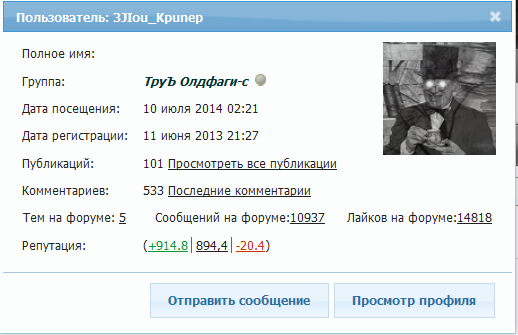 Пользователь: 3JIou_Kpunep
Полное имя:
Группа: ТруЪ Олдфаги-с
Дата посещения: 10 июля 2014 02:21
Дата регистрации: 11 июня 2013 21:27
Публикаций: 101 Просмотреть все публикации
Комментариев: 533 Последние комментарии
Тем на форуме: 5 Сообщений на форуме:10937 Лайков на форуме:14818
Репутация: (+914.8|894,4|-20.4)
Отправить сообщение Просмотр профиля